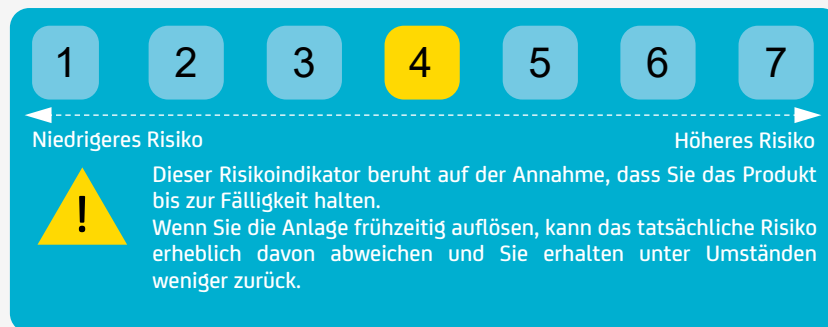 1 2 3 4 5 6 7
Niedrigeres Risiko Höheres Risiko
Dieser Risikoindikator beruht auf der Annahme, dass Sie das Produkt
bis zur Fälligkeit halten.
!
Wenn Sie die Anlage frühzeitig auflösen, kann das tatsächliche Risiko
erheblich davon abweichen und Sie erhalten unter Umständen
weniger zurück.